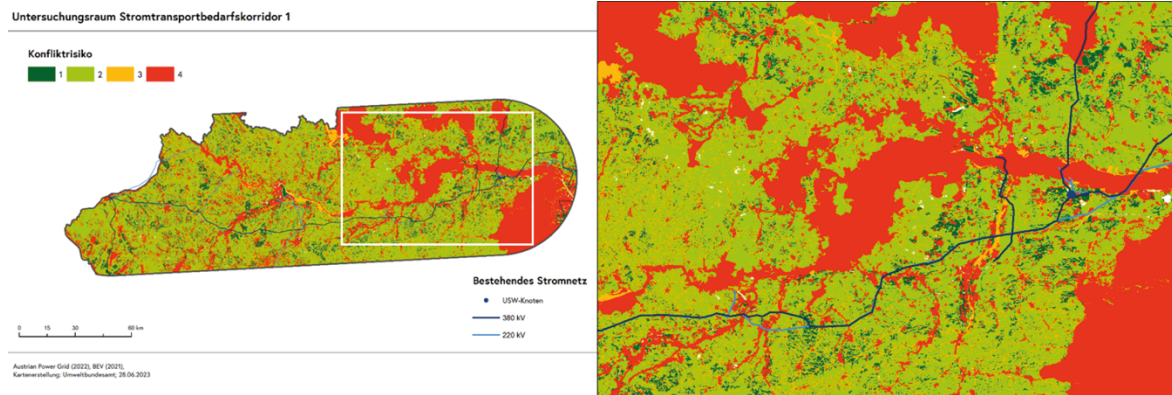 Untersuchungsraum Stromtransportbedarfskorridor 1
Konfliktrisiko
1 2 3 4
Bestehendes Stromnetz
USW-Knoten
380 kV
220 kV
0 15 30 60 km
Austrian Power Grid (2022), BEV (2021),
Kartenerstellung: Umweltbundesamt, 28.06.2023